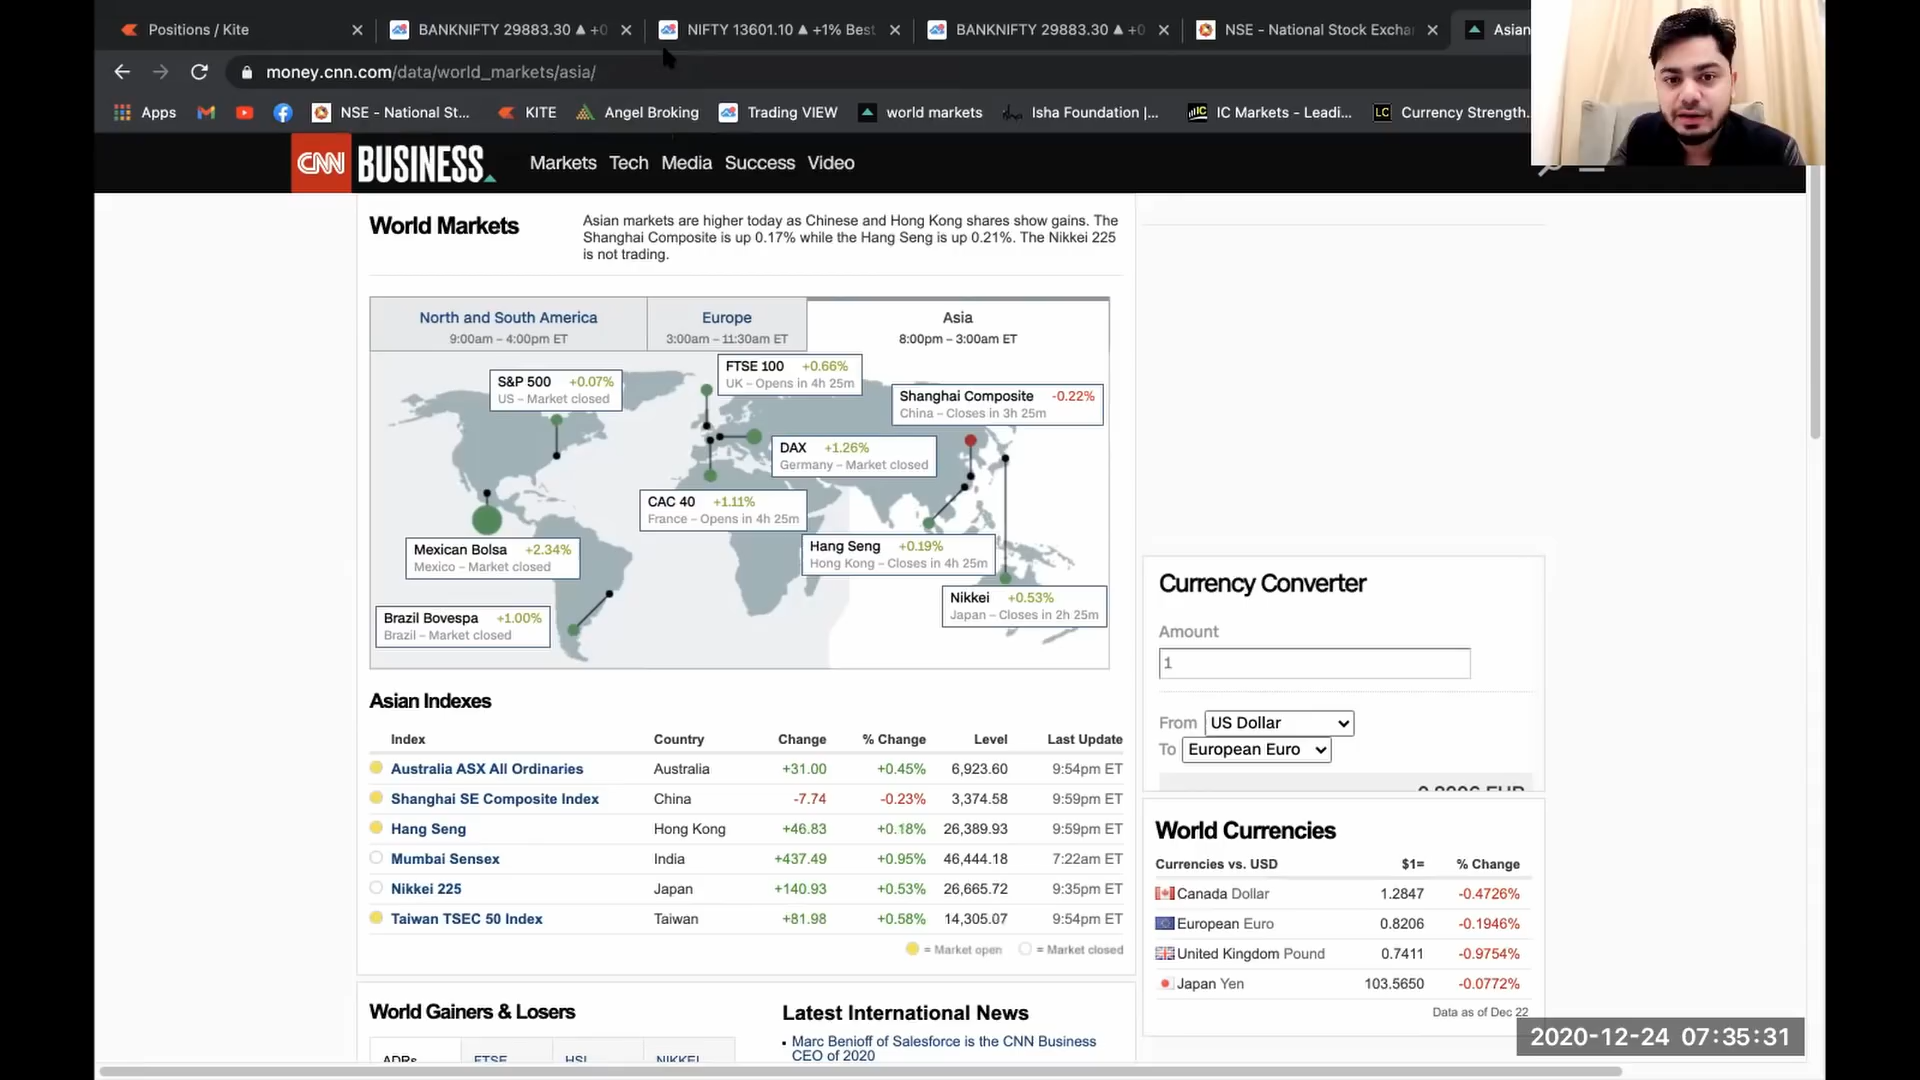 Positions / Kite
BANKNIFTY 29883.30 ▲ +0
NIFTY 13601.10 ▲ +1% Best
BANKNIFTY 29883.30 ▲ +0
NSE - National Stock Exchan
Asian
money.cnn.com/data/world_markets/asia/
Apps
NSE - National St...
KITE
Angel Broking
Trading VIEW
world markets
Isha Foundation |...
IC Markets - Leadi...
Currency Strength...
CNN BUSINESS
Markets Tech Media Success Video
World Markets
Asian markets are higher today as Chinese and Hong Kong shares show gains. The
Shanghai Composite is up 0.17% while the Hang Seng is up 0.21%. The Nikkei 225
is not trading.
North and South America
9:00am – 4:00pm ET
Europe
3:00am – 11:30am ET
Asia
8:00pm – 3:00am ET
FTSE 100 +0.66%
UK – Opens in 4h 25m
S&P 500 +0.07%
US – Market closed
Shanghai Composite -0.22%
China – Closes in 3h 25m
DAX +1.26%
Germany – Market closed
CAC 40 +1.11%
France – Opens in 4h 25m
Hang Seng +0.19%
Hong Kong – Closes in 4h 25m
Mexican Bolsa +2.34%
Mexico – Market closed
Nikkei +0.53%
Japan – Closes in 2h 25m
Brazil Bovespa +1.00%
Brazil – Market closed
Asian Indexes
Index Country Change % Change Level Last Update
Australia ASX All Ordinaries Australia +31.00 +0.45% 6,923.60 9:54pm ET
Shanghai SE Composite Index China -7.74 -0.23% 3,374.58 9:59pm ET
Hang Seng Hong Kong +46.83 +0.18% 26,389.93 9:59pm ET
Mumbai Sensex India +437.49 +0.95% 46,444.18 7:22am ET
Nikkei 225 Japan +140.93 +0.53% 26,665.72 9:35pm ET
Taiwan TSEC 50 Index Taiwan +81.98 +0.58% 14,305.07 9:54pm ET
= Market open = Market closed
World Gainers & Losers
ADRs FTSE HSI NIKKEI
Latest International News
Marc Benioff of Salesforce is the CNN Business
CEO of 2020
Currency Converter
Amount
1
From US Dollar
To European Euro
0.8206 EUR
World Currencies
Currencies vs. USD $1= % Change
Canada Dollar 1.2847 -0.4726%
European Euro 0.8206 -0.1946%
United Kingdom Pound 0.7411 -0.9754%
Japan Yen 103.5650 -0.0772%
Data as of Dec 22
2020-12-24 07:35:31